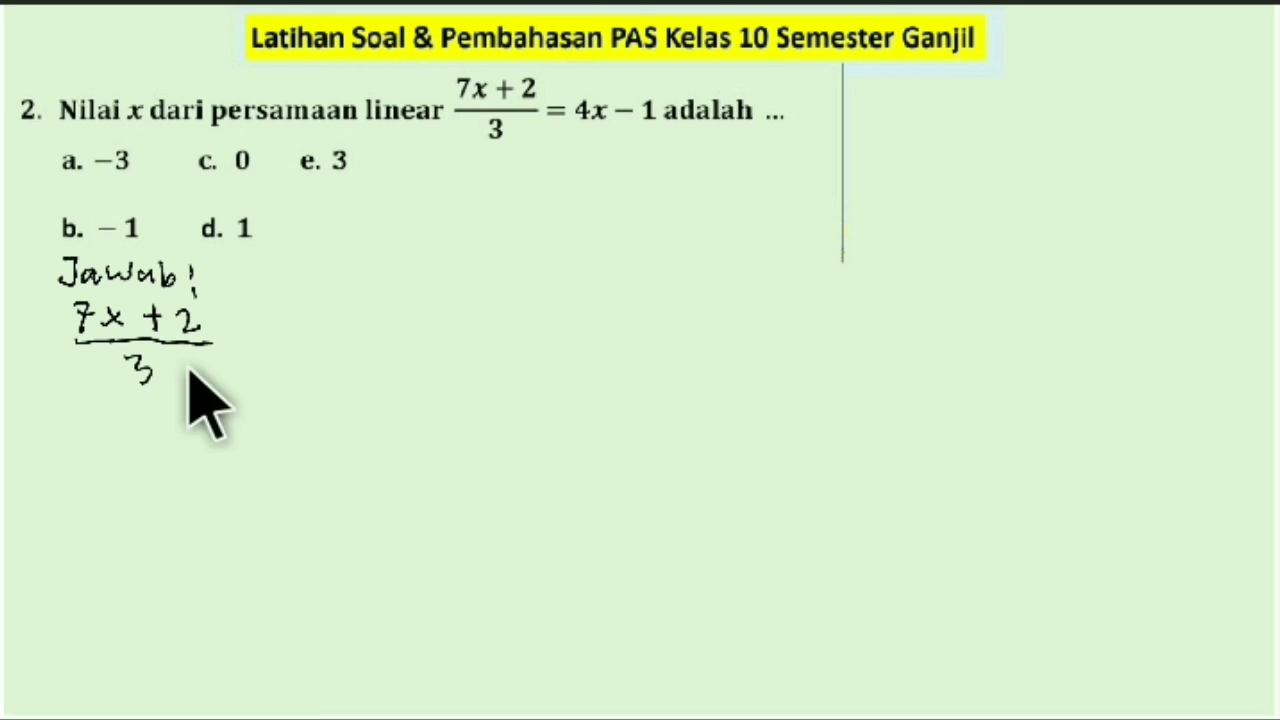 Latihan Soal & Pembahasan PAS Kelas 10 Semester Ganjil
2. Nilai x dari persamaan linear (7x + 2)/3 = 4x − 1 adalah ...
a. −3 c. 0 e. 3
b. − 1 d. 1
Jawab:
7x + 2
3